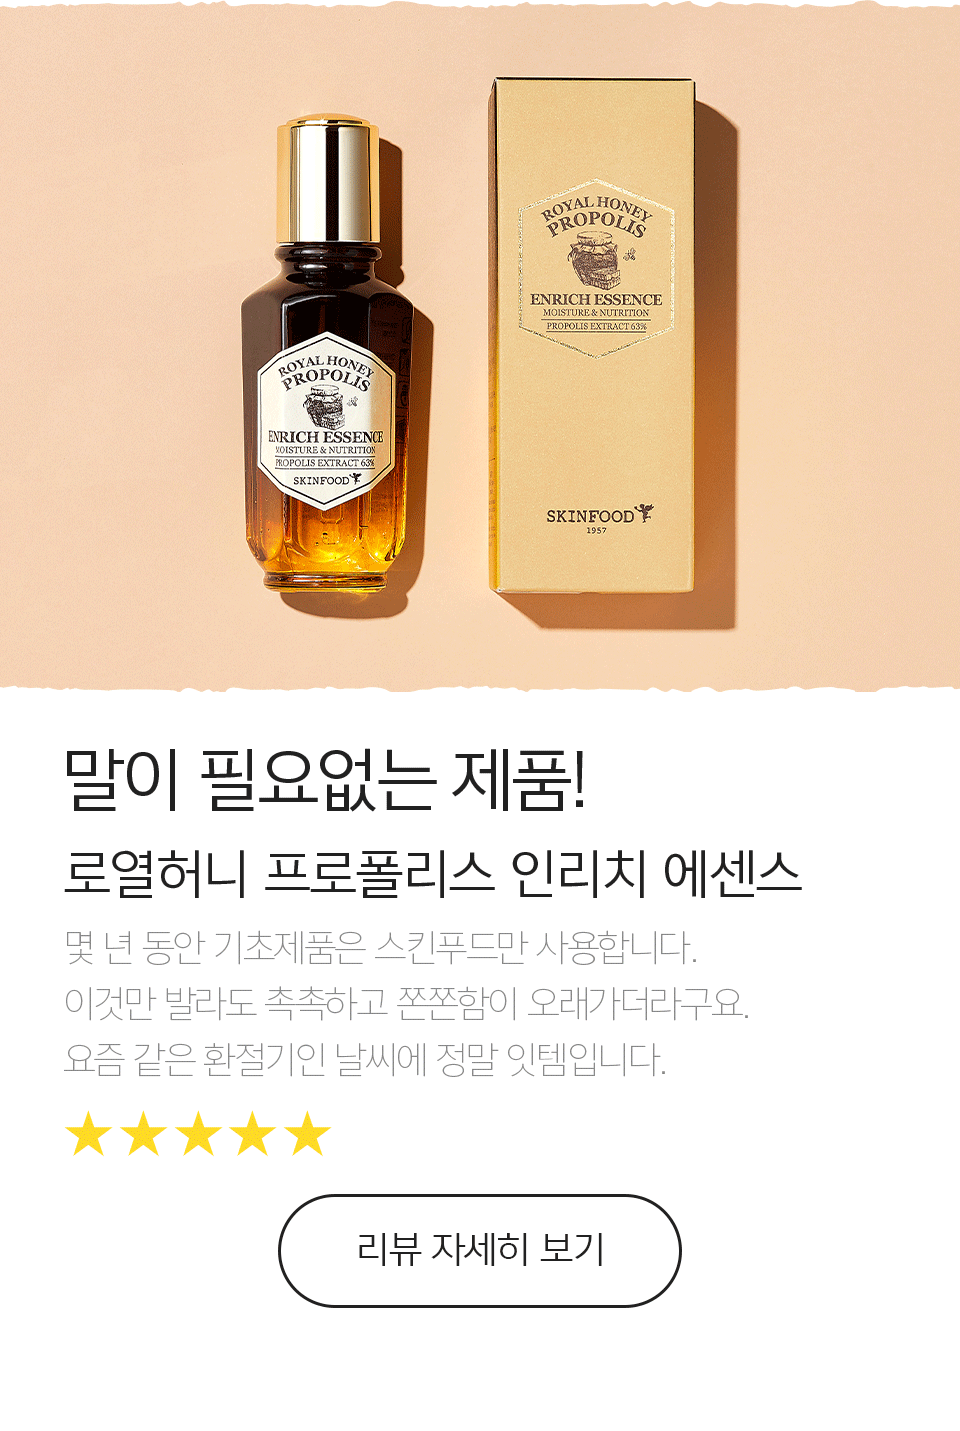 ROYAL HONEY
PROPOLIS
ENRICH ESSENCE
MOISTURE & NUTRITION
PROPOLIS EXTRACT 63%
SKINFOOD
ROYAL HONEY
PROPOLIS
ENRICH ESSENCE
MOISTURE & NUTRITION
PROPOLIS EXTRACT 63%
SKINFOOD
1957
말이 필요없는 제품!
로열허니 프로폴리스 인리치 에센스
몇 년 동안 기초제품은 스킨푸드만 사용합니다.
이것만 발라도 촉촉하고 쫀쫀함이 오래가더라구요.
요즘 같은 환절기인 날씨에 정말 잇템입니다.
리뷰 자세히 보기